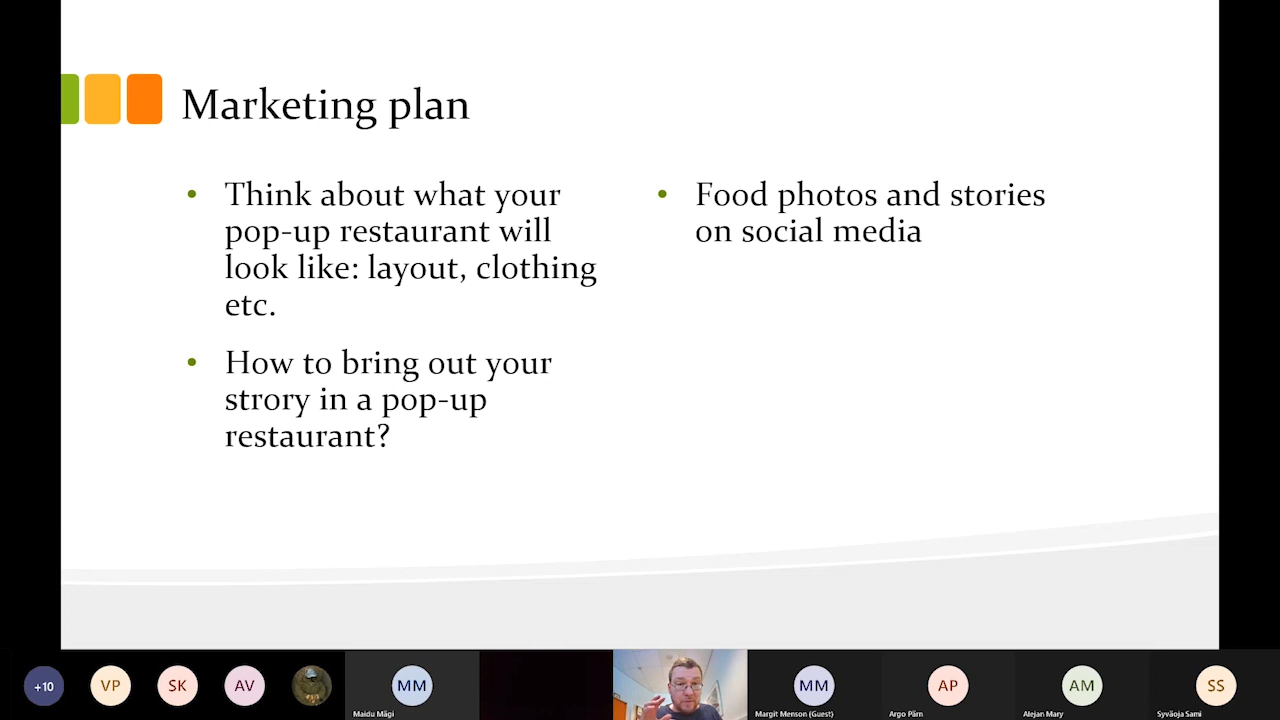 Marketing plan
• Think about what your
pop-up restaurant will
look like: layout, clothing
etc.
• How to bring out your
strory in a pop-up
restaurant?
• Food photos and stories
on social media
+10
VP
SK
AV
MM
Maidu Mägi
MM
Margit Menson (Guest)
AP
Argo Pärn
AM
Alejan Mary
SS
Syväoja Sami